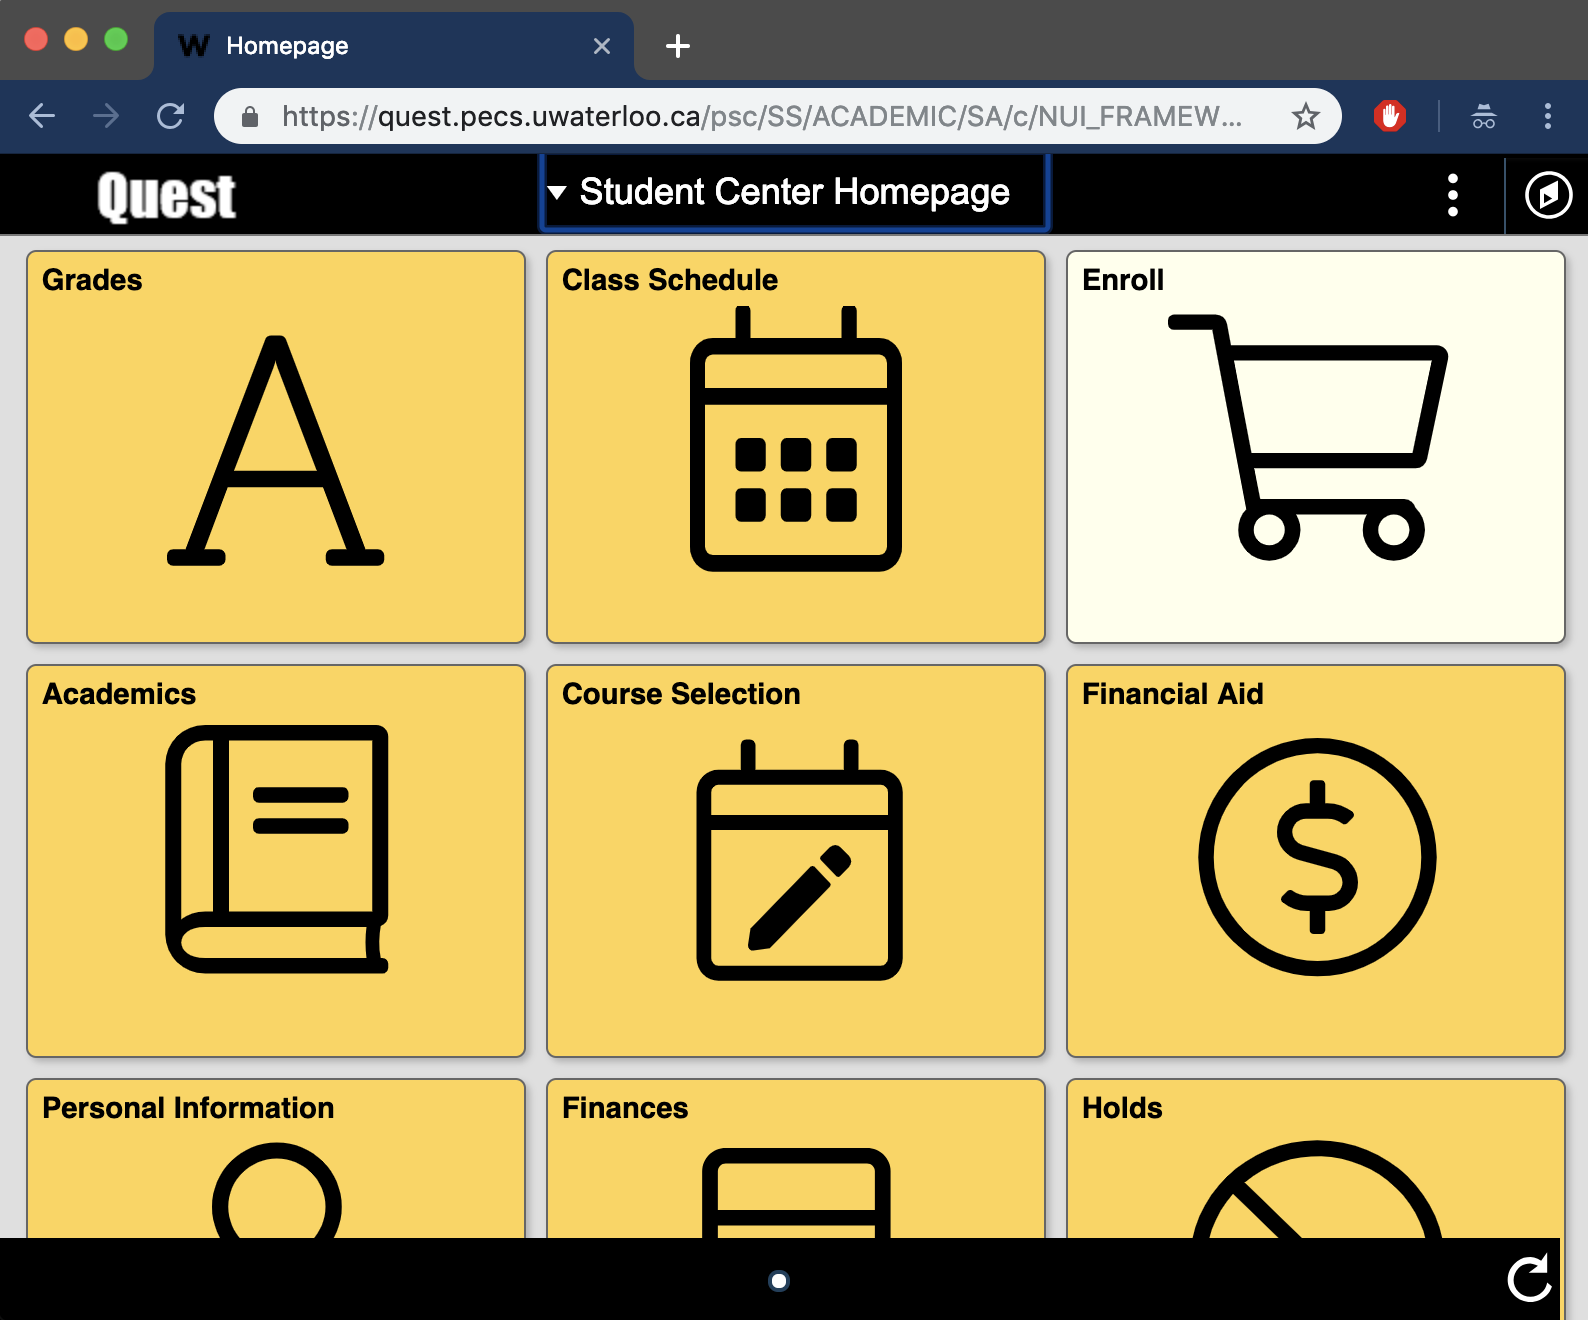 W Homepage
https://quest.pecs.uwaterloo.ca/psc/SS/ACADEMIC/SA/c/NUI_FRAMEW...
Quest
Student Center Homepage
Grades
Class Schedule
Enroll
A
Academics
Course Selection
Financial Aid
$
Personal Information
Finances
Holds